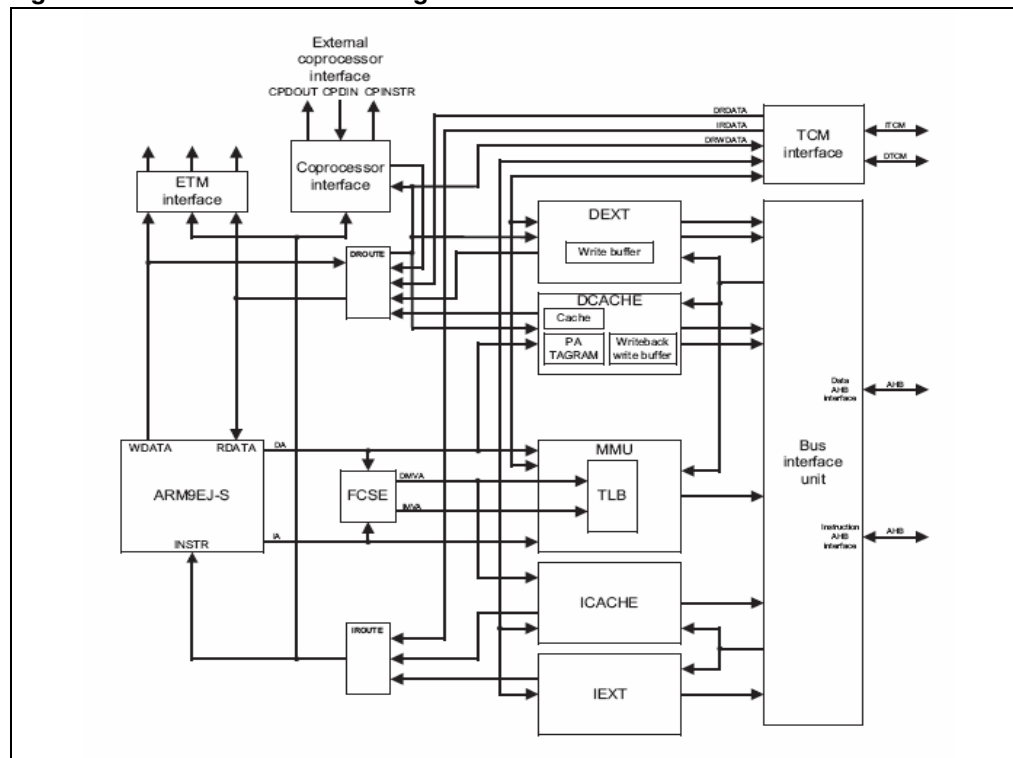 External
coprocessor
interface
CPDOUT CPDIN CPINSTR
DRDATA
IRDATA
DRWDATA
TCM
interface
ITCM
DTCM
ETM
interface
Coprocessor
interface
DROUTE
DEXT
Write buffer
DCACHE
Cache
PA
TAGRAM
Writeback
write buffer
Data
AHB
interface
AHB
Bus
interface
unit
WDATA
RDATA
DA
ARM9EJ-S
FCSE
DMVA
IMVA
MMU
TLB
INSTR
IA
Instruction
AHB
interface
AHB
ICACHE
IROUTE
IEXT